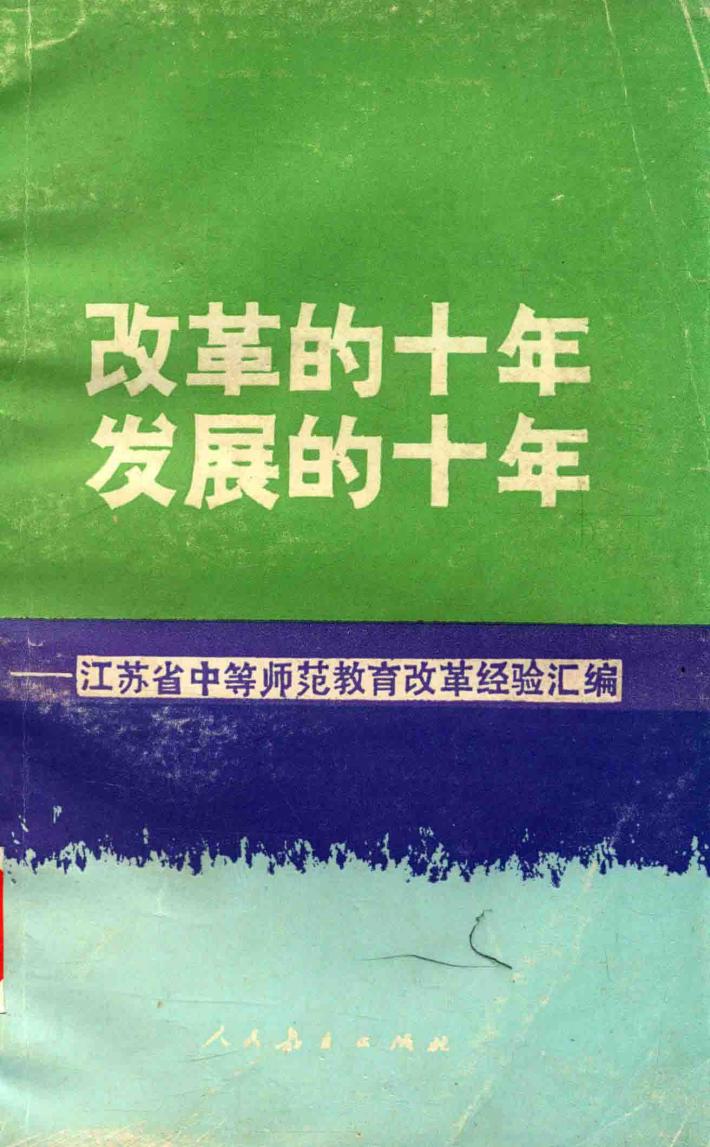 改革的十年
发展的十年
——江苏省中等师范教育改革经验汇编
人民教育出版社